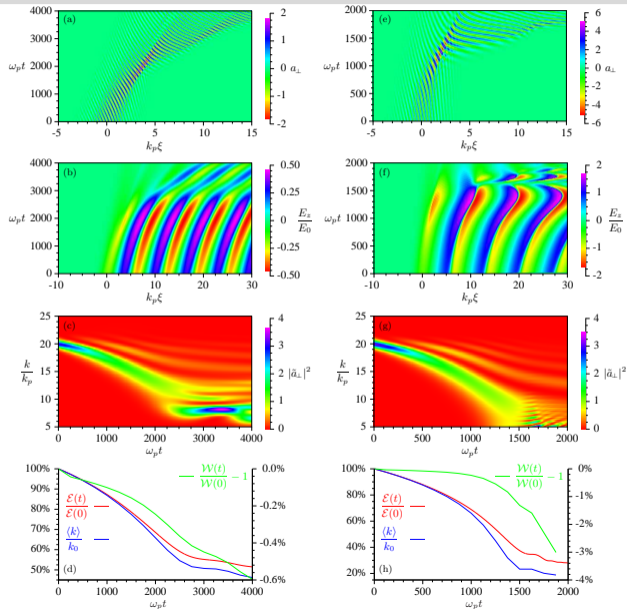 (a)
4000
3000
2000
1000
0
ω_p t
-5 0 5 10 15
k_p ξ
2
1
0
-1
-2
a_⊥
(e)
2000
1500
1000
500
0
ω_p t
-5 0 5 10 15
k_p ξ
6
4
2
0
-2
-4
-6
a_⊥
(b)
4000
3000
2000
1000
0
ω_p t
-10 0 10 20 30
k_p ξ
0.50
0.25
0
-0.25
-0.50
E_z/E_0
(f)
2000
1500
1000
500
0
ω_p t
-10 0 10 20 30
k_p ξ
2
1
0
-1
-2
E_z/E_0
(c)
25
20
15
10
5
k/k_p
0 1000 2000 3000 4000
ω_p t
4
3
2
1
0
|ã_⊥|²
(g)
25
20
15
10
5
k/k_p
0 500 1000 1500 2000
ω_p t
4
3
2
1
0
|ã_⊥|²
100%
90%
80%
70%
60%
50%
0.0%
-0.2%
-0.4%
-0.6%
W(t)/W(0) − 1
E(t)/E(0)
⟨k⟩/k_0
(d)
0 1000 2000 3000 4000
ω_p t
100%
80%
60%
40%
20%
0%
-1%
-2%
-3%
-4%
W(t)/W(0) − 1
E(t)/E(0)
⟨k⟩/k_0
(h)
0 500 1000 1500 2000
ω_p t